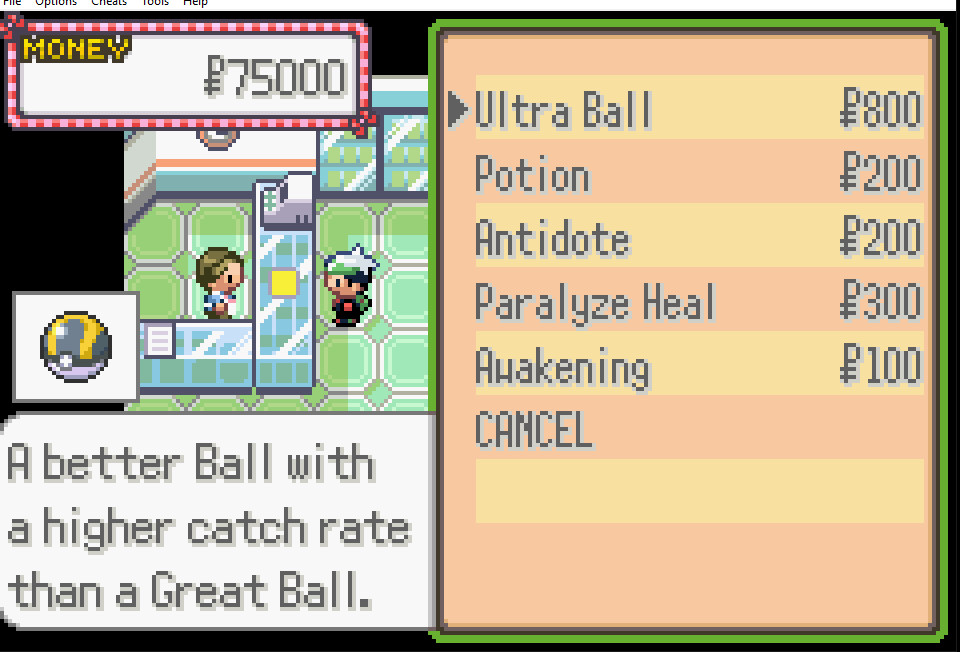 File Options Cheats Tools Help
MONEY
₽75000
Ultra Ball ₽800
Potion ₽200
Antidote ₽200
Paralyze Heal ₽300
Awakening ₽100
CANCEL
A better Ball with
a higher catch rate
than a Great Ball.